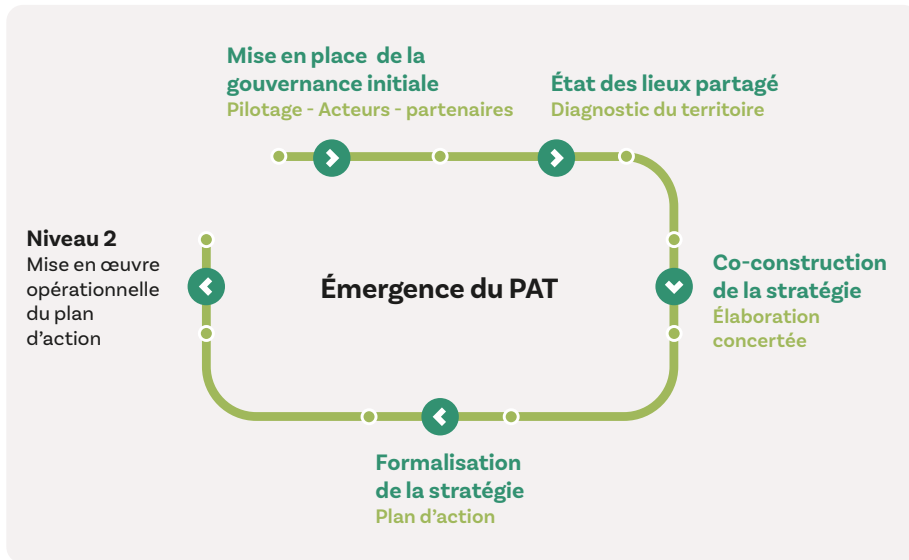 Mise en place de la
gouvernance initiale
Pilotage - Acteurs - partenaires
État des lieux partagé
Diagnostic du territoire
Niveau 2
Mise en œuvre
opérationnelle
du plan
d'action
Émergence du PAT
Co-construction
de la stratégie
Élaboration
concertée
Formalisation
de la stratégie
Plan d'action